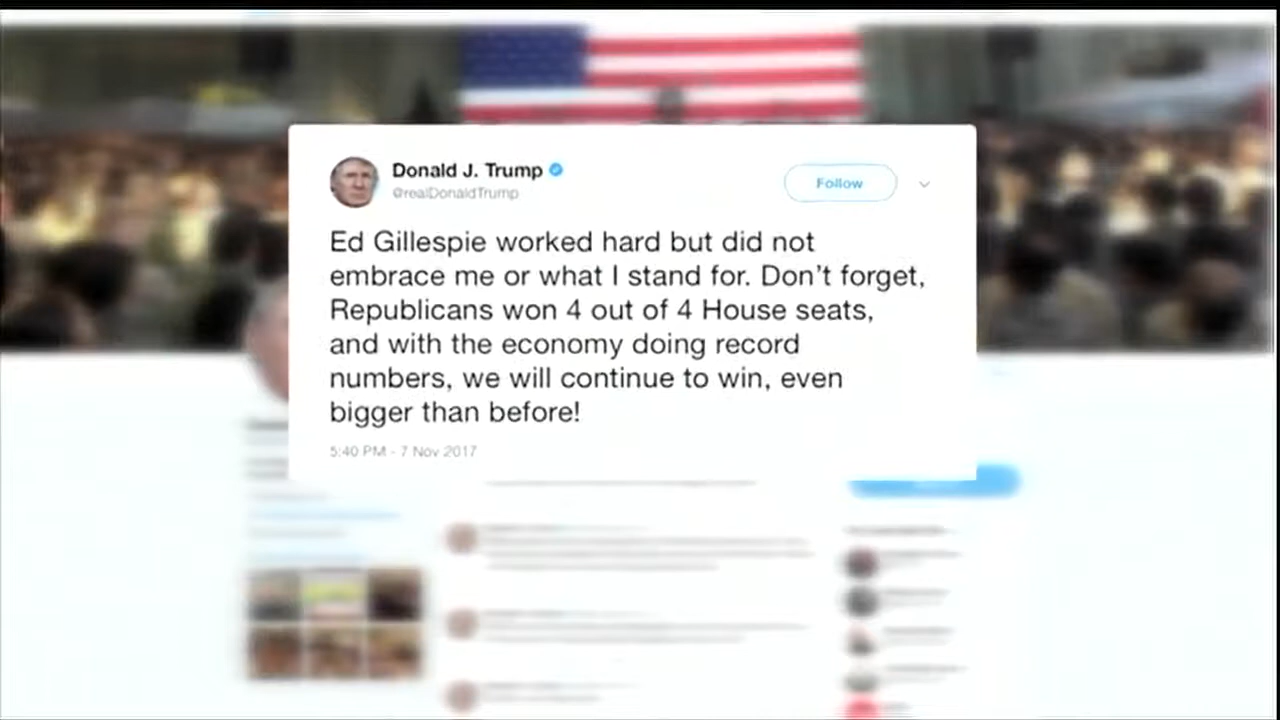 Donald J. Trump
@realDonaldTrump
Follow
Ed Gillespie worked hard but did not
embrace me or what I stand for. Don’t forget,
Republicans won 4 out of 4 House seats,
and with the economy doing record
numbers, we will continue to win, even
bigger than before!
5:40 PM - 7 Nov 2017